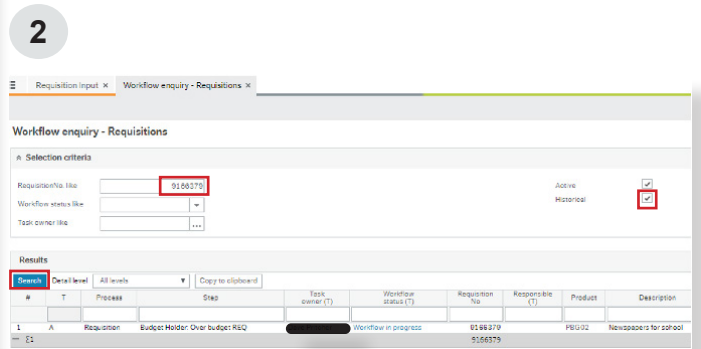 2
Requisition Input × Workflow enquiry - Requisitions ×
Workflow enquiry - Requisitions
Selection criteria
RequisitionNo. like 9166379 Active
Workflow status like Historical
Task owner like ...
Results
Search Detail level All levels Copy to clipboard
# T Process Step Task owner (T) Workflow status (T) Requisition No Responsible (T) Product Description
1 A Requisition Budget Holder: Over budget REQ Workflow in progress 9166379 Newspapers for school
Σ1 9166379